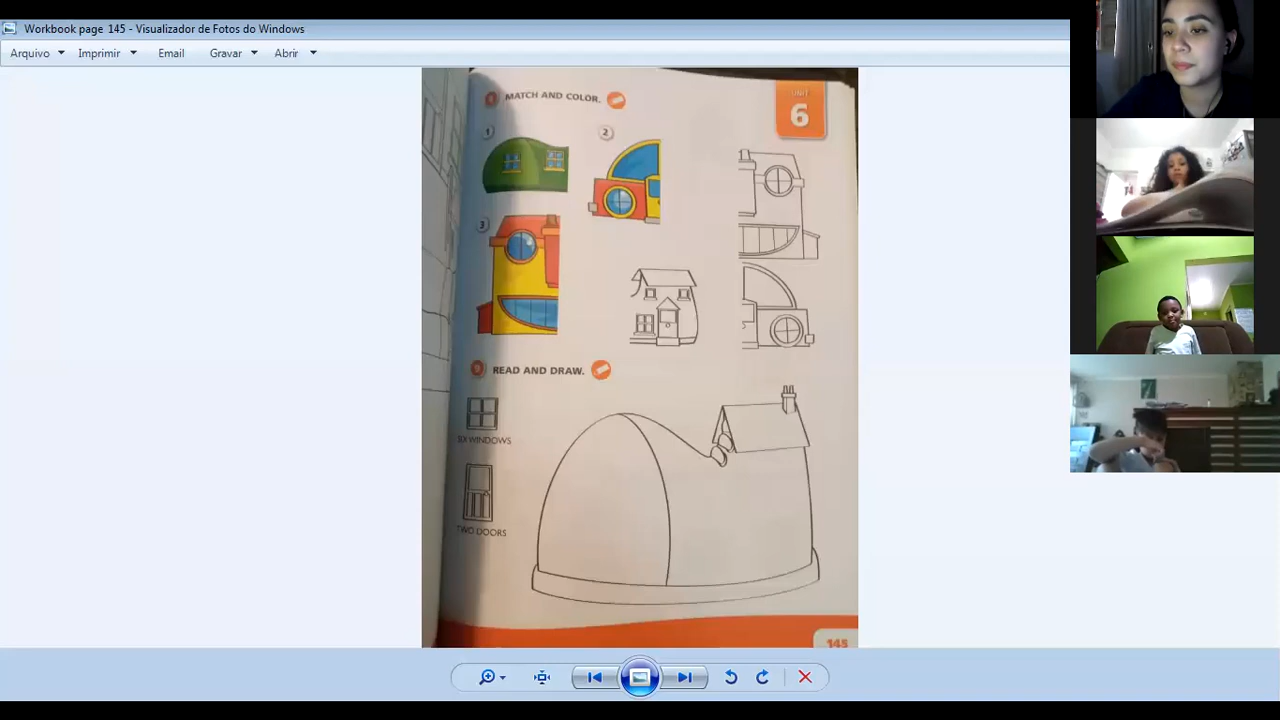 Workbook page 145 - Visualizador de Fotos do Windows
Arquivo Imprimir Email Gravar Abrir
MATCH AND COLOR.
UNIT
6
1
2
3
READ AND DRAW.
SIX WINDOWS
TWO DOORS
145